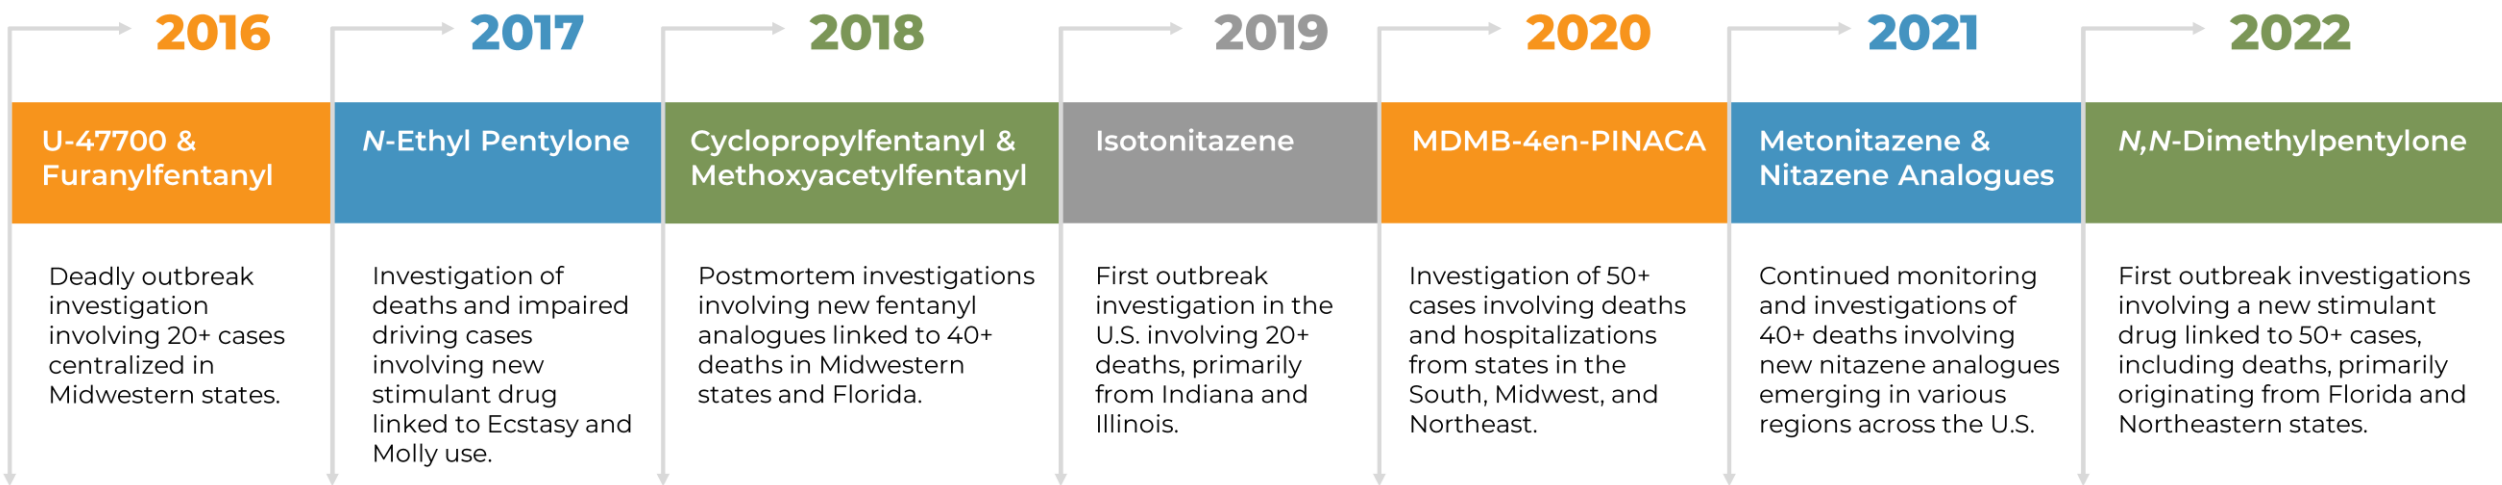 2016
U-47700 &
Furanylfentanyl
Deadly outbreak
investigation
involving 20+ cases
centralized in
Midwestern states.
2017
N-Ethyl Pentylone
Investigation of
deaths and impaired
driving cases
involving new
stimulant drug
linked to Ecstasy and
Molly use.
2018
Cyclopropylfentanyl &
Methoxyacetylfentanyl
Postmortem investigations
involving new fentanyl
analogues linked to 40+
deaths in Midwestern
states and Florida.
2019
Isotonitazene
First outbreak
investigation in the
U.S. involving 20+
deaths, primarily
from Indiana and
Illinois.
2020
MDMB-4en-PINACA
Investigation of 50+
cases involving deaths
and hospitalizations
from states in the
South, Midwest, and
Northeast.
2021
Metonitazene &
Nitazene Analogues
Continued monitoring
and investigations of
40+ deaths involving
new nitazene analogues
emerging in various
regions across the U.S.
2022
N,N-Dimethylpentylone
First outbreak investigations
involving a new stimulant
drug linked to 50+ cases,
including deaths, primarily
originating from Florida and
Northeastern states.